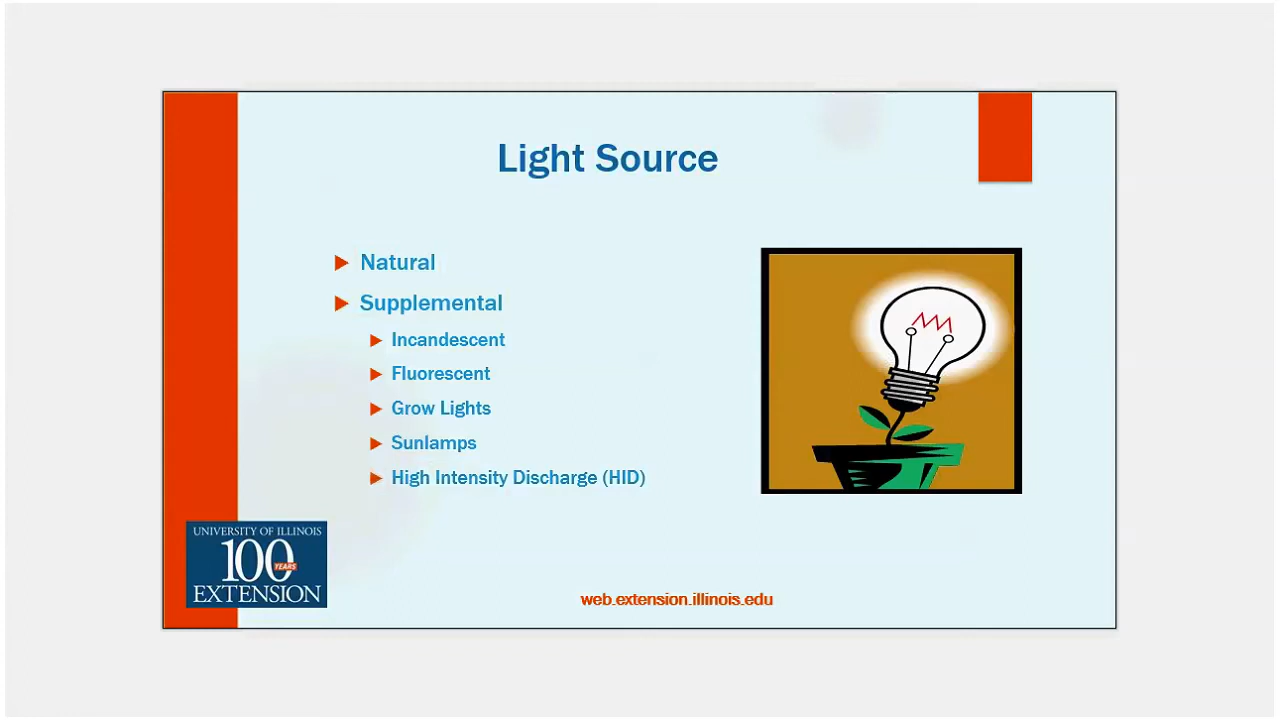 Light Source
Natural
Supplemental
Incandescent
Fluorescent
Grow Lights
Sunlamps
High Intensity Discharge (HID)
UNIVERSITY OF ILLINOIS
100 YEARS
EXTENSION
web.extension.illinois.edu